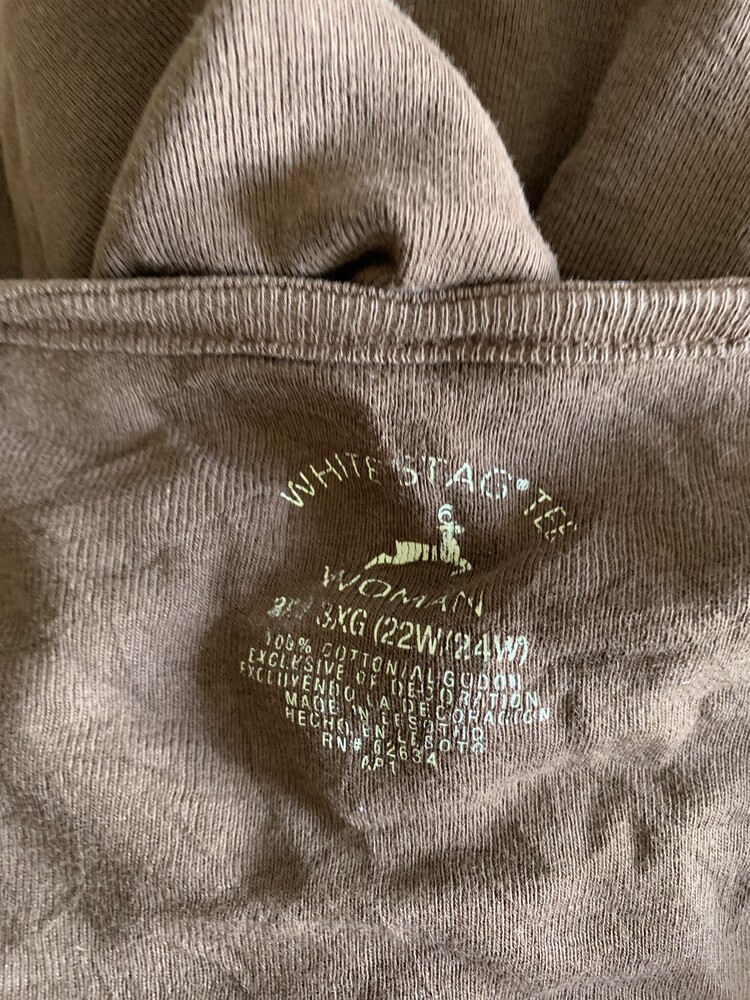 WHITE STAG® TEE
WOMAN
3XG (22W/24W)
100% COTTON/ALGODON
EXCLUSIVE OF DECORATION
EXCLUYENDO LA DECORACION
MADE IN LESOTHO
HECHO EN LESOTO
RN# 62634